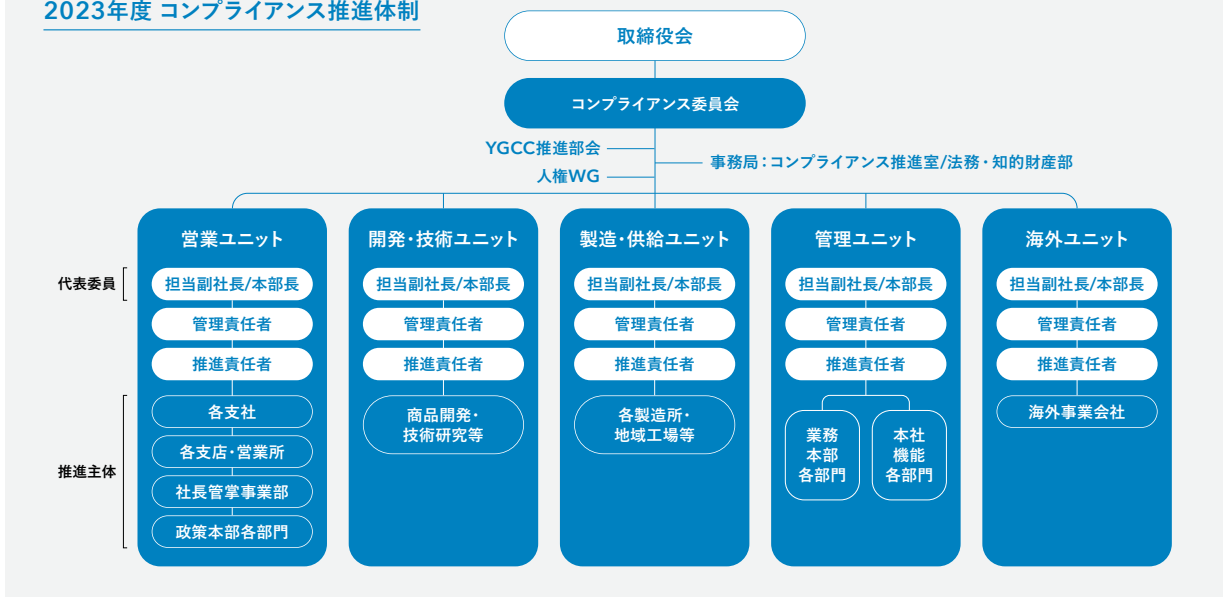 2023年度 コンプライアンス推進体制
取締役会
コンプライアンス委員会
YGCC推進部会
事務局：コンプライアンス推進室/法務・知的財産部
人権WG
代表委員
推進主体
営業ユニット
担当副社長/本部長
管理責任者
推進責任者
各支社
各支店・営業所
社長管掌事業部
政策本部各部門
開発・技術ユニット
担当副社長/本部長
管理責任者
推進責任者
商品開発・
技術研究等
製造・供給ユニット
担当副社長/本部長
管理責任者
推進責任者
各製造所・
地域工場等
管理ユニット
担当副社長/本部長
管理責任者
推進責任者
業務
本部
各部門
本社
機能
各部門
海外ユニット
担当副社長/本部長
管理責任者
推進責任者
海外事業会社